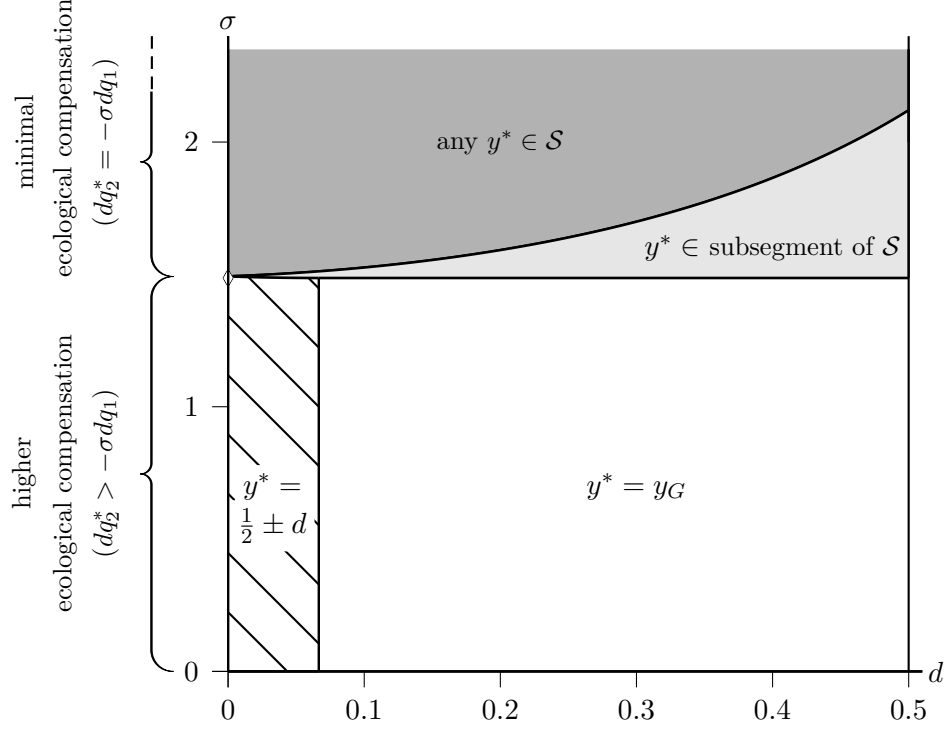 minimal
ecological compensation
(dq₂* = −σdq₁)
higher
ecological compensation
(dq₂* > −σdq₁)
σ
2
1
0
any y* ∈ 𝒮
y* ∈ subsegment of 𝒮
y* =
½ ± d
y* = y_G
0
0.1
0.2
0.3
0.4
0.5
d